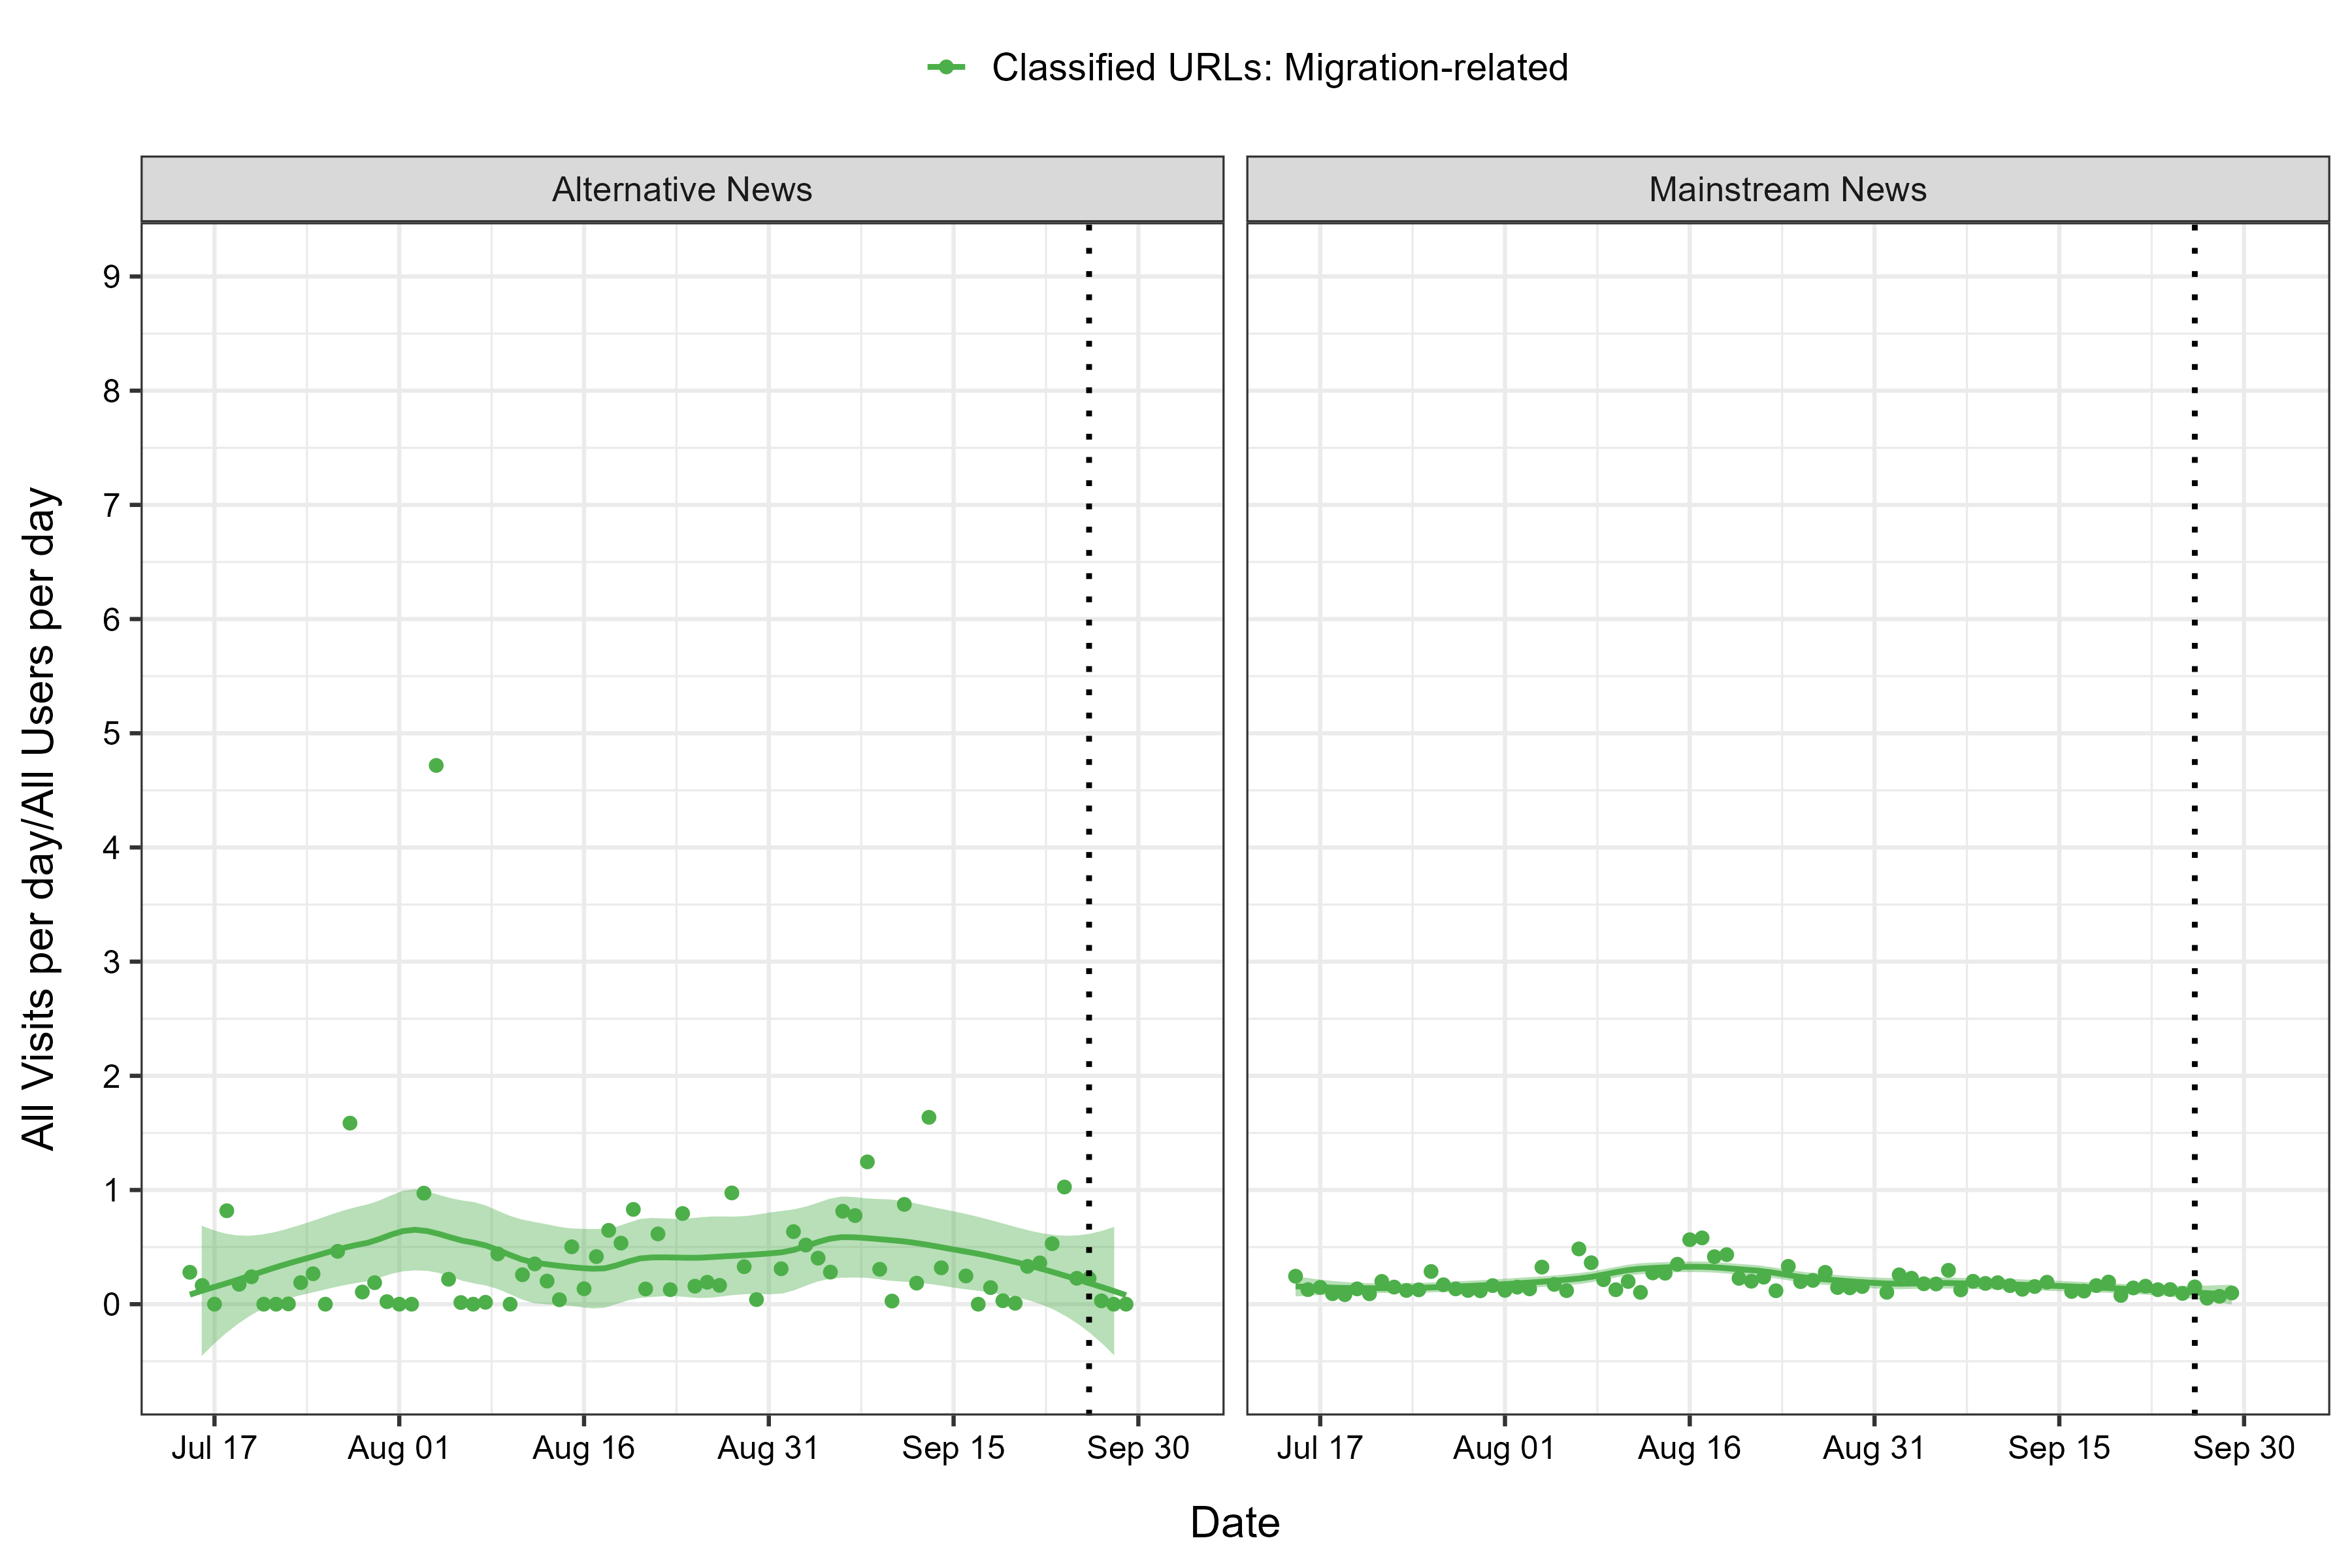 Classified URLs: Migration-related
Alternative News
Mainstream News
All Visits per day/All Users per day
9
8
7
6
5
4
3
2
1
0
Jul 17
Aug 01
Aug 16
Aug 31
Sep 15
Sep 30
Jul 17
Aug 01
Aug 16
Aug 31
Sep 15
Sep 30
Date